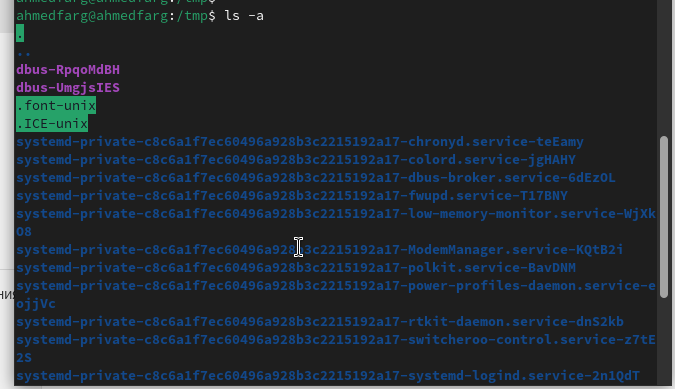 ahmedfarg@ahmedfarg:/tmp$
ahmedfarg@ahmedfarg:/tmp$ ls -a
.
..
dbus-RpqoMdBH
dbus-UmgjsIES
.font-unix
.ICE-unix
systemd-private-c8c6a1f7ec60496a928b3c2215192a17-chronyd.service-teEamy
systemd-private-c8c6a1f7ec60496a928b3c2215192a17-colord.service-jgHAHY
systemd-private-c8c6a1f7ec60496a928b3c2215192a17-dbus-broker.service-6dEzOL
systemd-private-c8c6a1f7ec60496a928b3c2215192a17-fwupd.service-T17BNY
systemd-private-c8c6a1f7ec60496a928b3c2215192a17-low-memory-monitor.service-WjXk
O8
systemd-private-c8c6a1f7ec60496a928b3c2215192a17-ModemManager.service-KQtB2i
systemd-private-c8c6a1f7ec60496a928b3c2215192a17-polkit.service-BavDNM
systemd-private-c8c6a1f7ec60496a928b3c2215192a17-power-profiles-daemon.service-e
ojjVc
systemd-private-c8c6a1f7ec60496a928b3c2215192a17-rtkit-daemon.service-dnS2kb
systemd-private-c8c6a1f7ec60496a928b3c2215192a17-switcheroo-control.service-z7tE
2S
systemd-private-c8c6a1f7ec60496a928b3c2215192a17-systemd-logind.service-2n1QdT